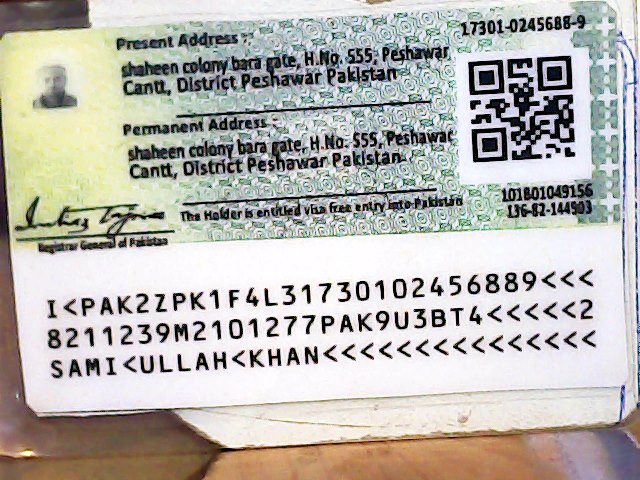 Present Address :
17301-0245688-9
shaheen colony bara gate, H.No. 555, Peshawar
Cantt, District Peshawar Pakistan
Permanent Address :
shaheen colony bara gate, H.No. 555, Peshawar
Cantt, District Peshawar Pakistan
101801049156
136-82-144503
The Holder is entitled visa free entry into Pakistan
Registrar General of Pakistan
I<PAK2ZPK1F4L31730102456889<<<
8211239M2101277PAK9U3BT4<<<<<2
SAMI<ULLAH<KHAN<<<<<<<<<<<<<<<